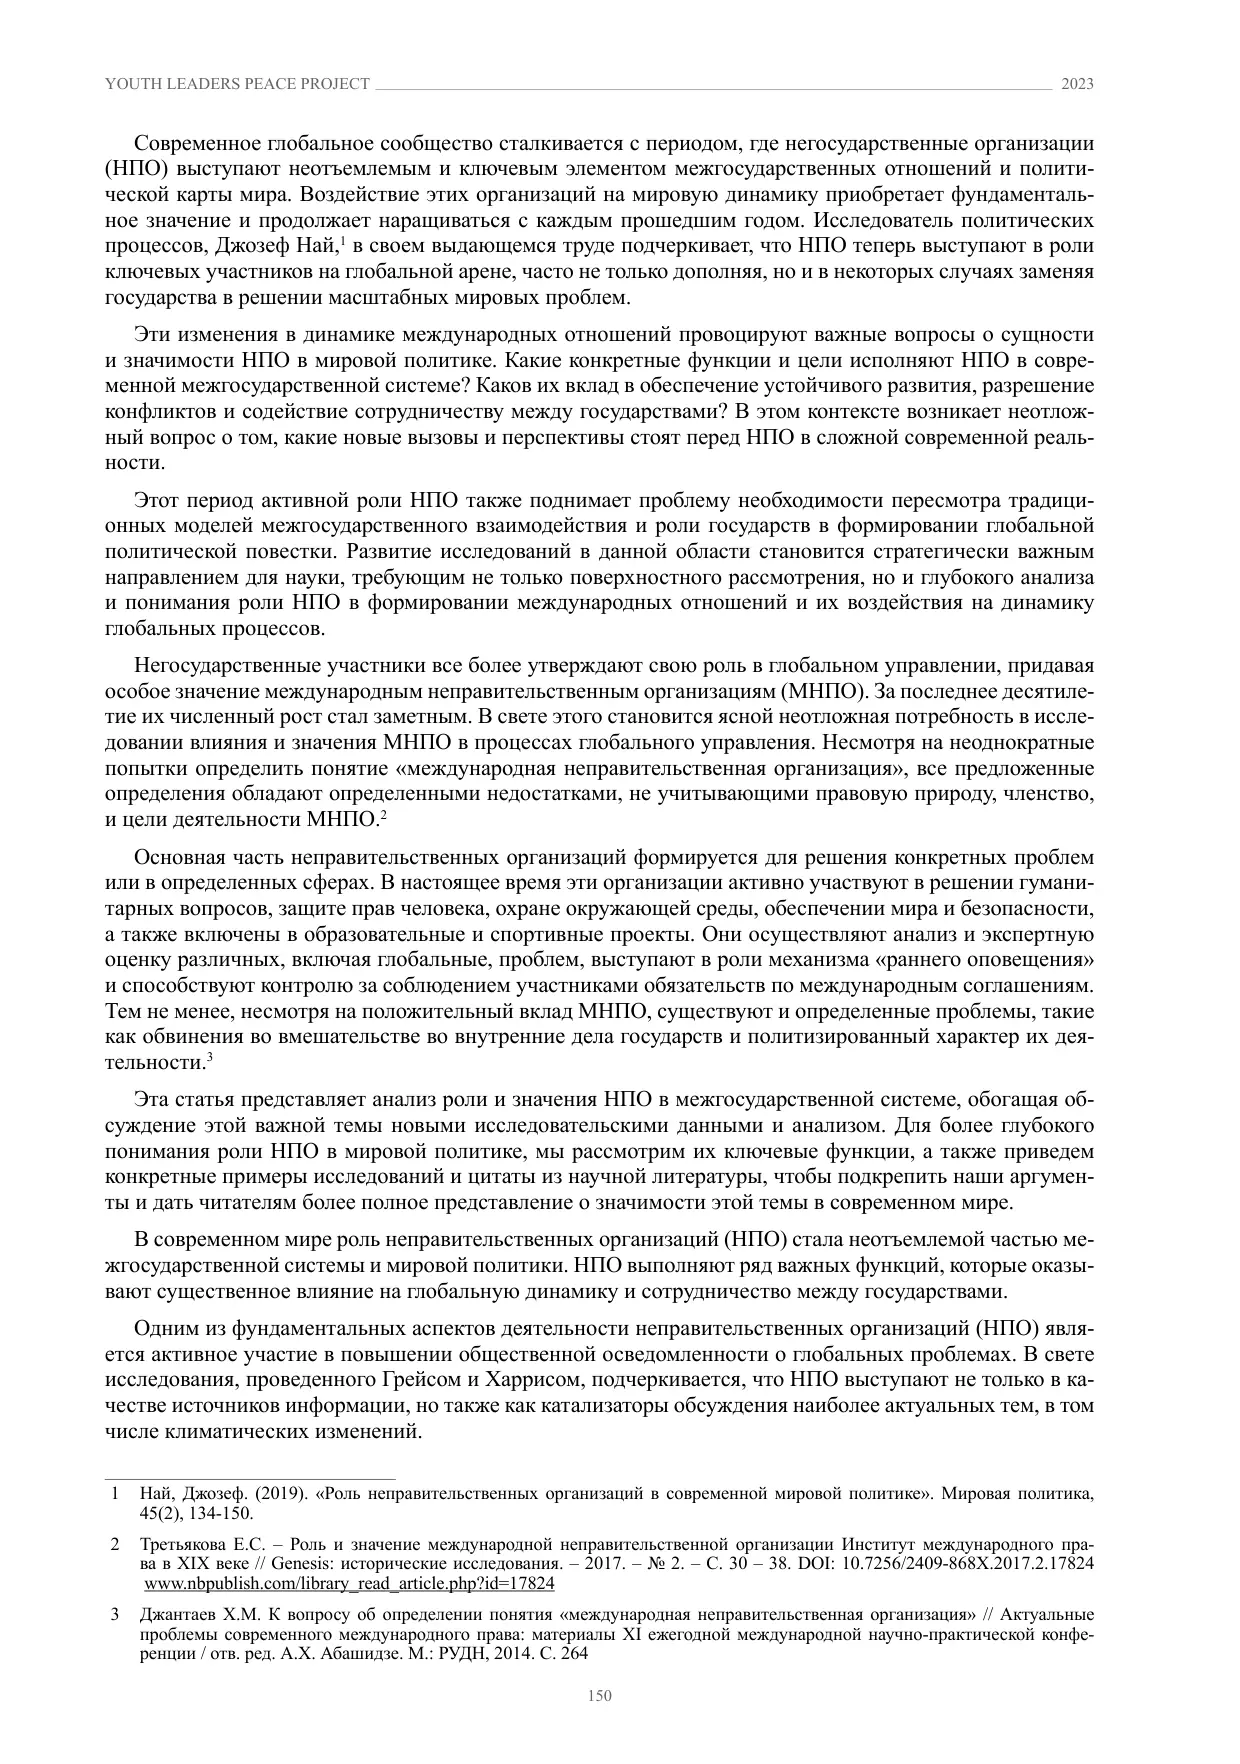 YOUTH LEADERS PEACE PROJECT 2023
Современное глобальное сообщество сталкивается с периодом, где негосударственные организации
(НПО) выступают неотъемлемым и ключевым элементом межгосударственных отношений и полити-
ческой карты мира. Воздействие этих организаций на мировую динамику приобретает фундаменталь-
ное значение и продолжает наращиваться с каждым прошедшим годом. Исследователь политических
процессов, Джозеф Най,1 в своем выдающемся труде подчеркивает, что НПО теперь выступают в роли
ключевых участников на глобальной арене, часто не только дополняя, но и в некоторых случаях заменяя
государства в решении масштабных мировых проблем.
Эти изменения в динамике международных отношений провоцируют важные вопросы о сущности
и значимости НПО в мировой политике. Какие конкретные функции и цели исполняют НПО в совре-
менной межгосударственной системе? Каков их вклад в обеспечение устойчивого развития, разрешение
конфликтов и содействие сотрудничеству между государствами? В этом контексте возникает неотлож-
ный вопрос о том, какие новые вызовы и перспективы стоят перед НПО в сложной современной реаль-
ности.
Этот период активной роли НПО также поднимает проблему необходимости пересмотра традици-
онных моделей межгосударственного взаимодействия и роли государств в формировании глобальной
политической повестки. Развитие исследований в данной области становится стратегически важным
направлением для науки, требующим не только поверхностного рассмотрения, но и глубокого анализа
и понимания роли НПО в формировании международных отношений и их воздействия на динамику
глобальных процессов.
Негосударственные участники все более утверждают свою роль в глобальном управлении, придавая
особое значение международным неправительственным организациям (МНПО). За последнее десятиле-
тие их численный рост стал заметным. В свете этого становится ясной неотложная потребность в иссле-
довании влияния и значения МНПО в процессах глобального управления. Несмотря на неоднократные
попытки определить понятие «международная неправительственная организация», все предложенные
определения обладают определенными недостатками, не учитывающими правовую природу, членство,
и цели деятельности МНПО.2
Основная часть неправительственных организаций формируется для решения конкретных проблем
или в определенных сферах. В настоящее время эти организации активно участвуют в решении гумани-
тарных вопросов, защите прав человека, охране окружающей среды, обеспечении мира и безопасности,
а также включены в образовательные и спортивные проекты. Они осуществляют анализ и экспертную
оценку различных, включая глобальные, проблем, выступают в роли механизма «раннего оповещения»
и способствуют контролю за соблюдением участниками обязательств по международным соглашениям.
Тем не менее, несмотря на положительный вклад МНПО, существуют и определенные проблемы, такие
как обвинения во вмешательстве во внутренние дела государств и политизированный характер их дея-
тельности.3
Эта статья представляет анализ роли и значения НПО в межгосударственной системе, обогащая об-
суждение этой важной темы новыми исследовательскими данными и анализом. Для более глубокого
понимания роли НПО в мировой политике, мы рассмотрим их ключевые функции, а также приведем
конкретные примеры исследований и цитаты из научной литературы, чтобы подкрепить наши аргумен-
ты и дать читателям более полное представление о значимости этой темы в современном мире.
В современном мире роль неправительственных организаций (НПО) стала неотъемлемой частью ме-
жгосударственной системы и мировой политики. НПО выполняют ряд важных функций, которые оказы-
вают существенное влияние на глобальную динамику и сотрудничество между государствами.
Одним из фундаментальных аспектов деятельности неправительственных организаций (НПО) явля-
ется активное участие в повышении общественной осведомленности о глобальных проблемах. В свете
исследования, проведенного Грейсом и Харрисом, подчеркивается, что НПО выступают не только в ка-
честве источников информации, но также как катализаторы обсуждения наиболее актуальных тем, в том
числе климатических изменений.
1 Най, Джозеф. (2019). «Роль неправительственных организаций в современной мировой политике». Мировая политика,
45(2), 134-150.
2 Третьякова Е.С. – Роль и значение международной неправительственной организации Институт международного пра-
ва в XIX веке // Genesis: исторические исследования. – 2017. – № 2. – С. 30 – 38. DOI: 10.7256/2409-868X.2017.2.17824
www.nbpublish.com/library_read_article.php?id=17824
3 Джантаев Х.М. К вопросу об определении понятия «международная неправительственная организация» // Актуальные
проблемы современного международного права: материалы XI ежегодной международной научно-практической конфе-
ренции / отв. ред. А.Х. Абашидзе. М.: РУДН, 2014. С. 264
150